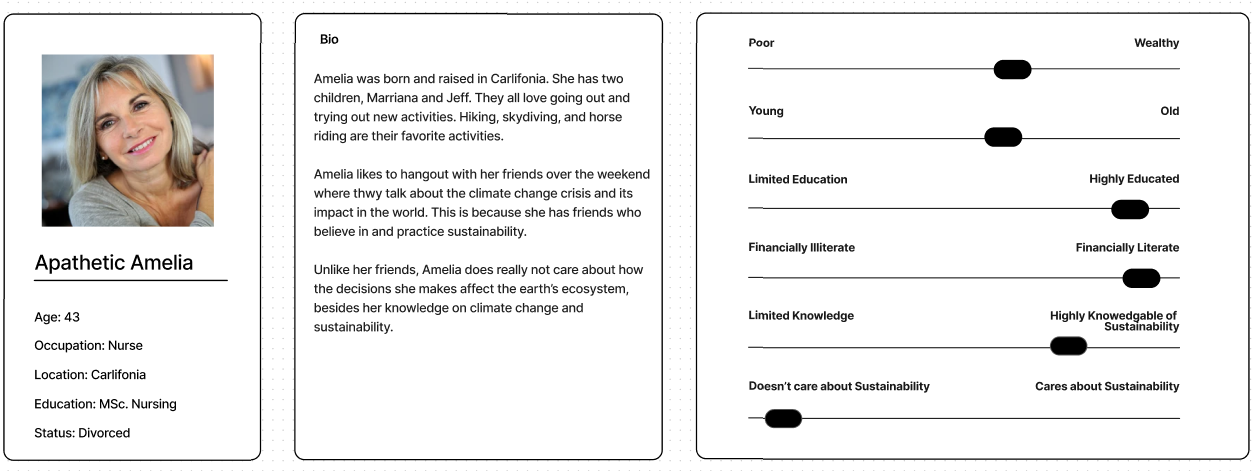 Apathetic Amelia
Age: 43
Occupation: Nurse
Location: Carlifonia
Education: MSc. Nursing
Status: Divorced
Bio
Amelia was born and raised in Carlifonia. She has two
children, Marriana and Jeff. They all love going out and
trying out new activities. Hiking, skydiving, and horse
riding are their favorite activities.
Amelia likes to hangout with her friends over the weekend
where thwy talk about the climate change crisis and its
impact in the world. This is because she has friends who
believe in and practice sustainability.
Unlike her friends, Amelia does really not care about how
the decisions she makes affect the earth's ecosystem,
besides her knowledge on climate change and
sustainability.
Poor
Wealthy
Young
Old
Limited Education
Highly Educated
Financially Illiterate
Financially Literate
Limited Knowledge
Highly Knowedgable of
Sustainability
Doesn't care about Sustainability
Cares about Sustainability